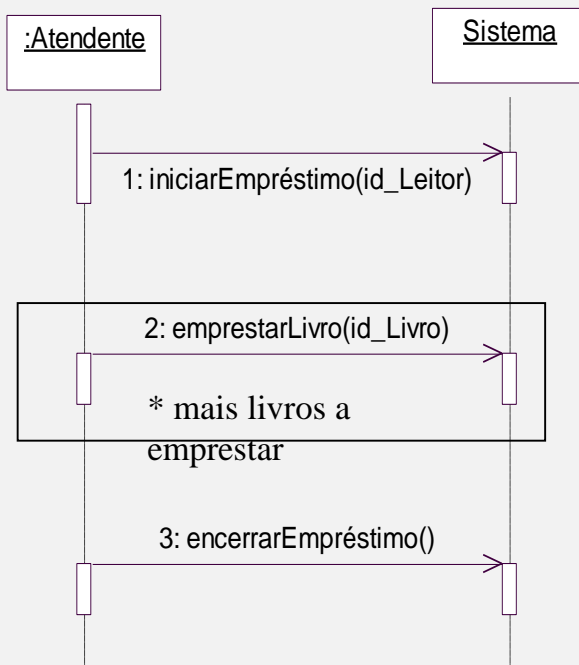 :Atendente
Sistema
1: iniciarEmpréstimo(id_Leitor)
2: emprestarLivro(id_Livro)
* mais livros a
emprestar
3: encerrarEmpréstimo()